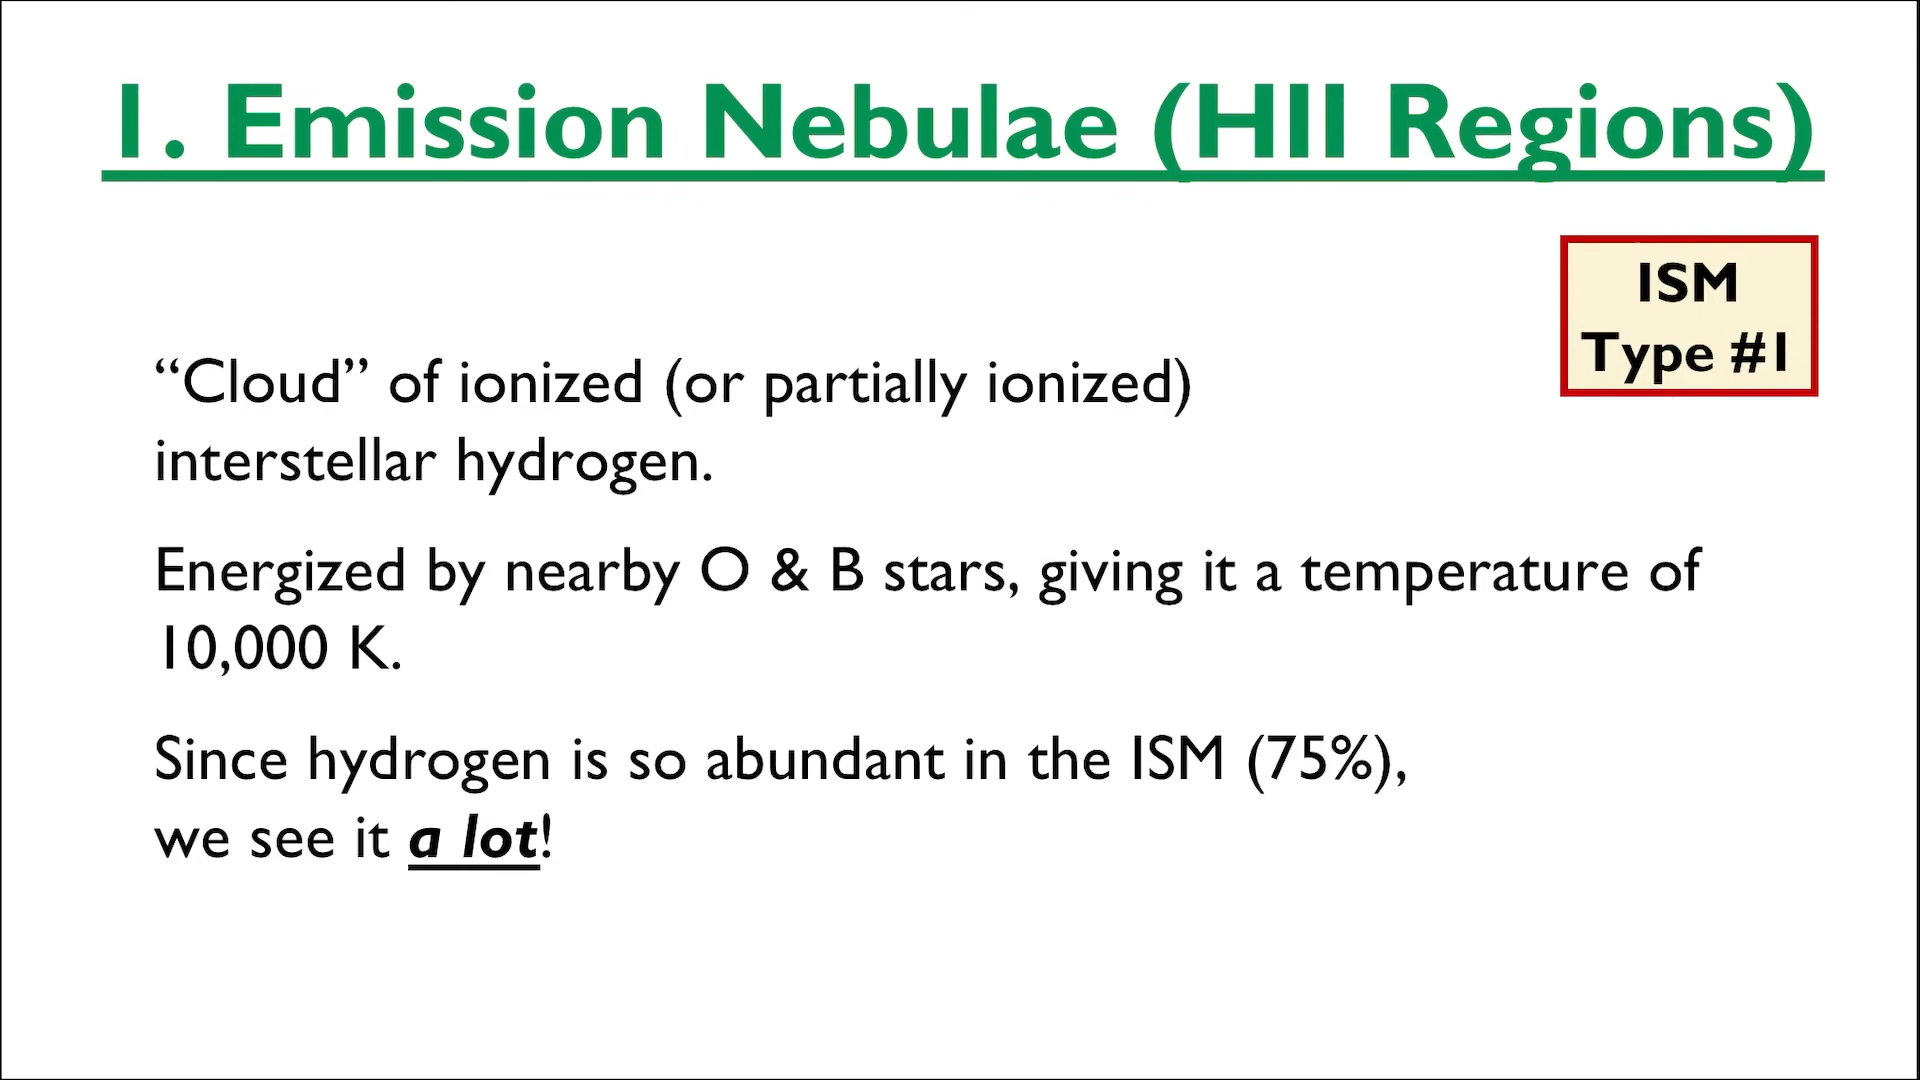 1. Emission Nebulae (HII Regions)
ISM
Type #1
“Cloud” of ionized (or partially ionized)
interstellar hydrogen.
Energized by nearby O & B stars, giving it a temperature of
10,000 K.
Since hydrogen is so abundant in the ISM (75%),
we see it a lot!